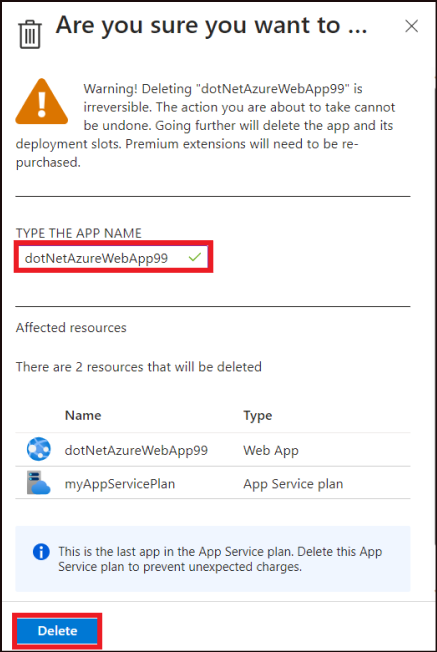 Are you sure you want to ...
Warning! Deleting "dotNetAzureWebApp99" is
irreversible. The action you are about to take cannot
be undone. Going further will delete the app and its
deployment slots. Premium extensions will need to be re-
purchased.
TYPE THE APP NAME
dotNetAzureWebApp99
Affected resources
There are 2 resources that will be deleted
Name Type
dotNetAzureWebApp99 Web App
myAppServicePlan App Service plan
This is the last app in the App Service plan. Delete this App
Service plan to prevent unexpected charges.
Delete